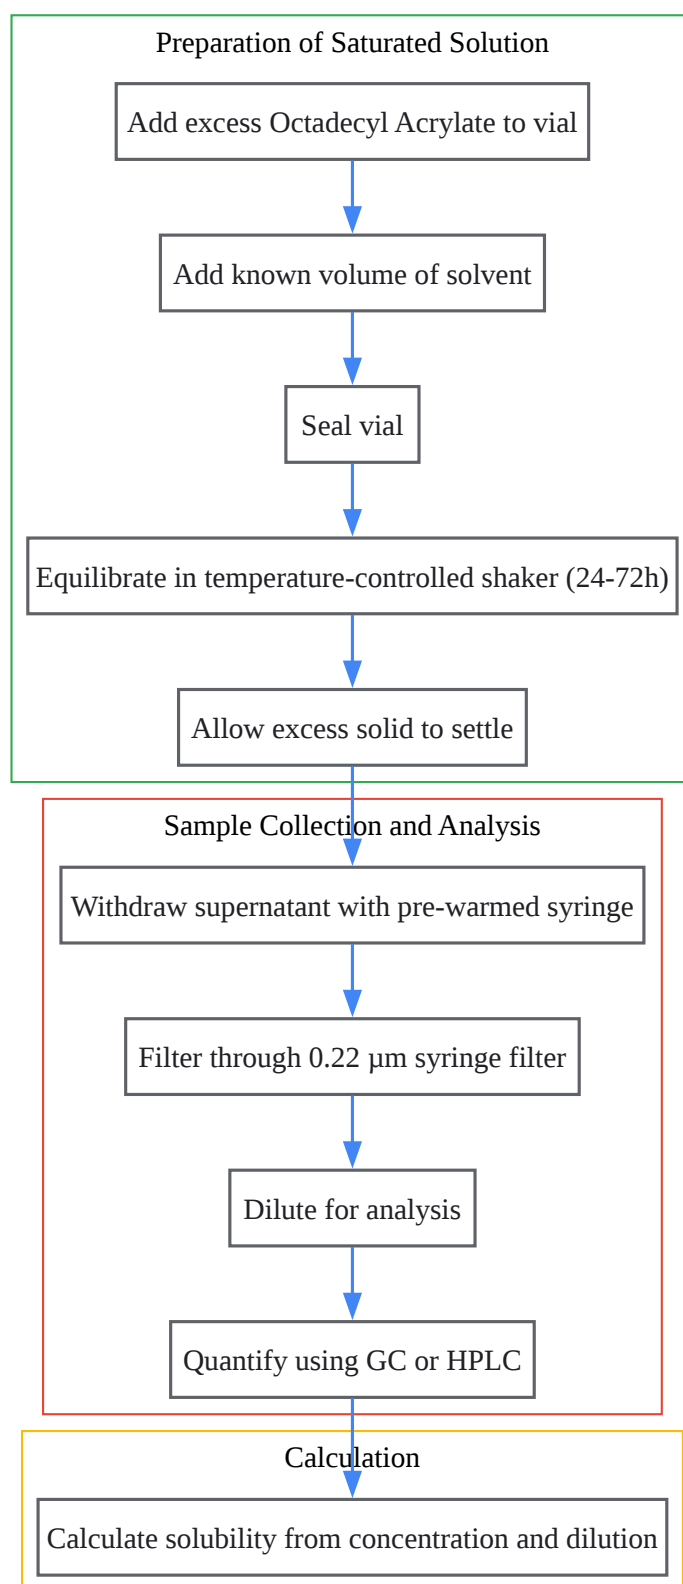 Preparation of Saturated Solution
Add excess Octadecyl Acrylate to vial
Add known volume of solvent
Seal vial
Equilibrate in temperature-controlled shaker (24-72h)
Allow excess solid to settle
Sample Collection and Analysis
Withdraw supernatant with pre-warmed syringe
Filter through 0.22 µm syringe filter
Dilute for analysis
Quantify using GC or HPLC
Calculation
Calculate solubility from concentration and dilution